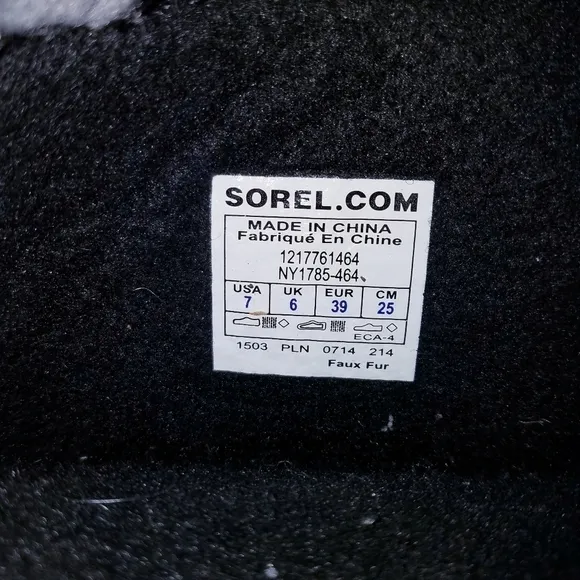 SOREL.COM
MADE IN CHINA
Fabriqué En Chine
1217761464
NY1785-464
USA UK EUR CM
7 6 39 25
ECA-4
1503 PLN 0714 214
Faux Fur